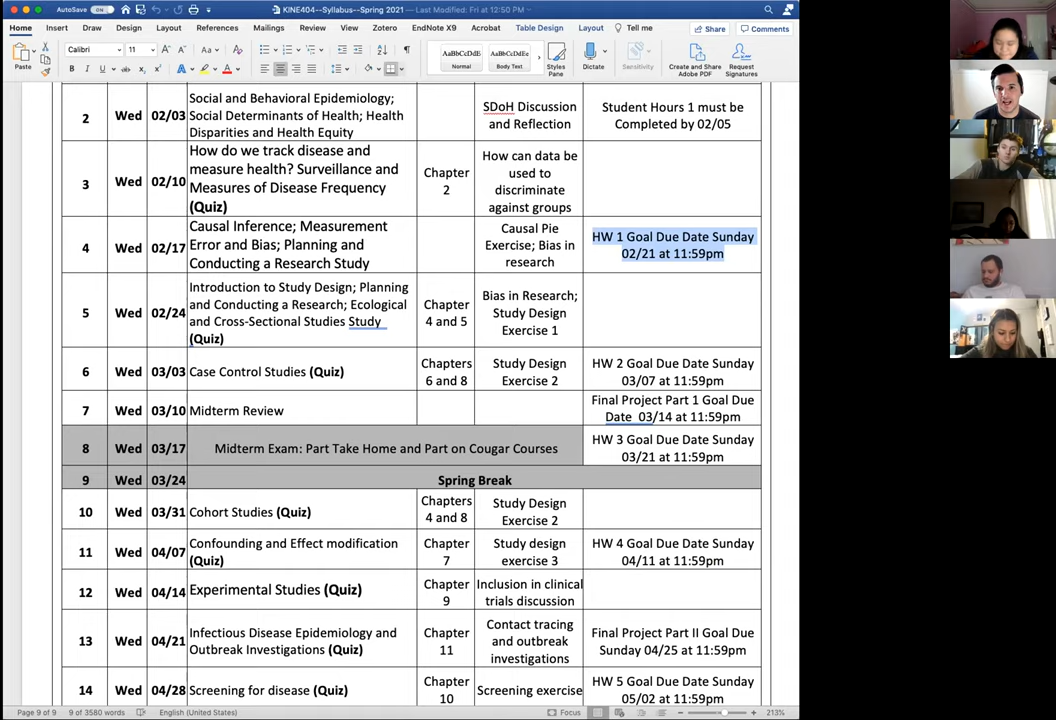 AutoSave ON
KINE404--Syllabus--Spring 2021 — Last Modified: Fri at 12:50 PM
Home Insert Draw Design Layout References Mailings Review View Zotero EndNote X9 Acrobat Table Design Layout Tell me Share Comments
Calibri 11
AaBbCcDdEe AaBbCcDdEe
Paste Normal Body Text Styles Pane Dictate Sensitivity Create and Share Adobe PDF Request Signatures
2 Wed 02/03
Social and Behavioral Epidemiology;
Social Determinants of Health; Health
Disparities and Health Equity
SDoH Discussion
and Reflection
Student Hours 1 must be
Completed by 02/05
3 Wed 02/10
How do we track disease and
measure health? Surveillance and
Measures of Disease Frequency
(Quiz)
Chapter
2
How can data be
used to
discriminate
against groups
4 Wed 02/17
Causal Inference; Measurement
Error and Bias; Planning and
Conducting a Research Study
Causal Pie
Exercise; Bias in
research
HW 1 Goal Due Date Sunday
02/21 at 11:59pm
5 Wed 02/24
Introduction to Study Design; Planning
and Conducting a Research; Ecological
and Cross-Sectional Studies Study
(Quiz)
Chapter
4 and 5
Bias in Research;
Study Design
Exercise 1
6 Wed 03/03
Case Control Studies (Quiz)
Chapters
6 and 8
Study Design
Exercise 2
HW 2 Goal Due Date Sunday
03/07 at 11:59pm
7 Wed 03/10
Midterm Review
Final Project Part 1 Goal Due
Date 03/14 at 11:59pm
8 Wed 03/17
Midterm Exam: Part Take Home and Part on Cougar Courses
HW 3 Goal Due Date Sunday
03/21 at 11:59pm
9 Wed 03/24
Spring Break
10 Wed 03/31
Cohort Studies (Quiz)
Chapters
4 and 8
Study Design
Exercise 2
11 Wed 04/07
Confounding and Effect modification
(Quiz)
Chapter
7
Study design
exercise 3
HW 4 Goal Due Date Sunday
04/11 at 11:59pm
12 Wed 04/14
Experimental Studies (Quiz)
Chapter
9
Inclusion in clinical
trials discussion
13 Wed 04/21
Infectious Disease Epidemiology and
Outbreak Investigations (Quiz)
Chapter
11
Contact tracing
and outbreak
investigations
Final Project Part II Goal Due
Sunday 04/25 at 11:59pm
14 Wed 04/28
Screening for disease (Quiz)
Chapter
10
Screening exercise
HW 5 Goal Due Date Sunday
05/02 at 11:59pm
Page 9 of 9 9 of 3580 words English (United States) Focus 213%